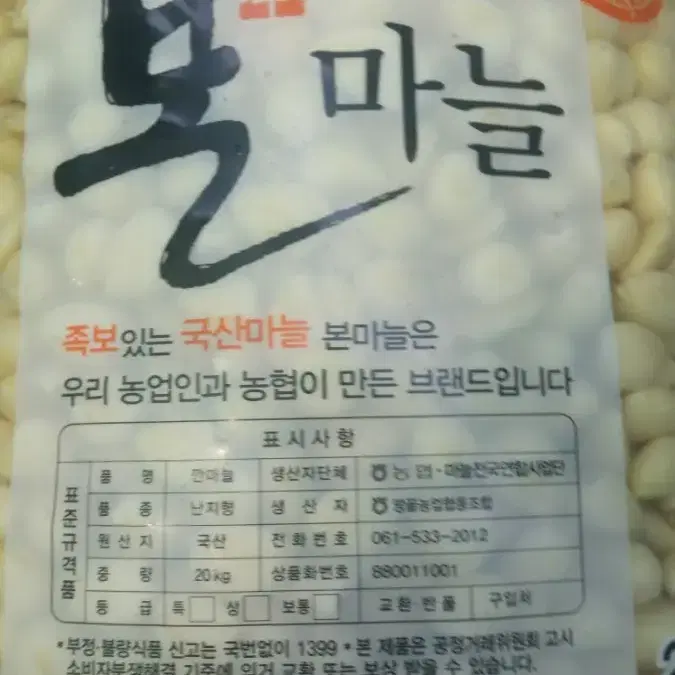 본마늘
족보있는 국산마늘 본마늘은
우리 농업인과 농협이 만든 브랜드입니다
표시사항
표준규격품
품 명 깐마늘 생산자단체 농협-마늘전국연합사업단
품 종 난지형 생 산 자 땅끝농업협동조합
원 산 지 국산 전화번호 061-533-2012
중 량 20kg 상품화번호 880011001
등 급 특 상 보통 교환·반품 구입처
*부정·불량식품 신고는 국번없이 1399 *본 제품은 공정거래위원회 고시
소비자분쟁해결 기준에 의거 교환 또는 보상 받을 수 있습니다.